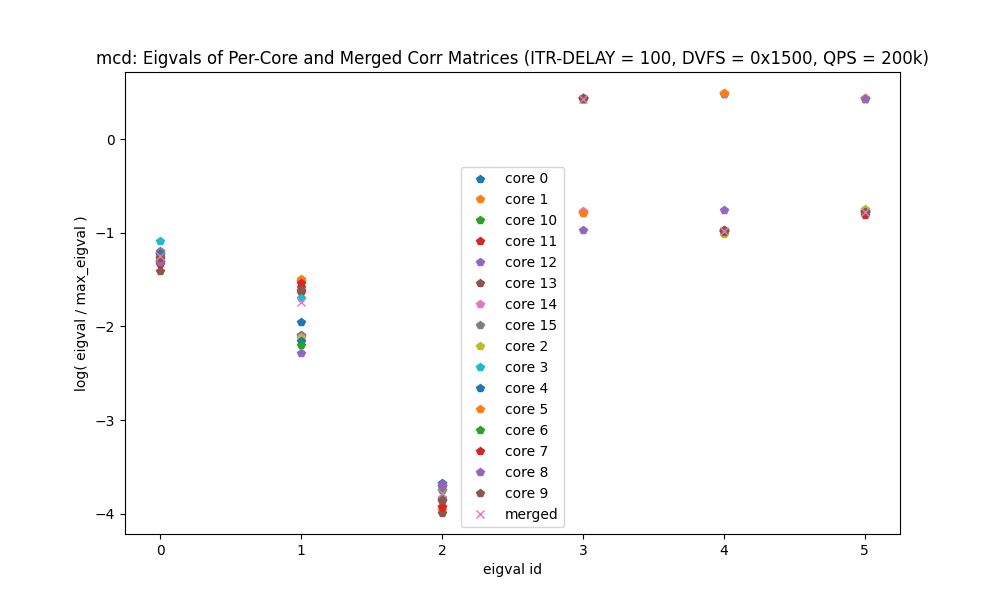 mcd: Eigvals of Per-Core and Merged Corr Matrices (ITR-DELAY = 100, DVFS = 0x1500, QPS = 200k)
log( eigval / max_eigval )
0
−1
−2
−3
−4
core 0
core 1
core 10
core 11
core 12
core 13
core 14
core 15
core 2
core 3
core 4
core 5
core 6
core 7
core 8
core 9
merged
0 1 2 3 4 5
eigval id